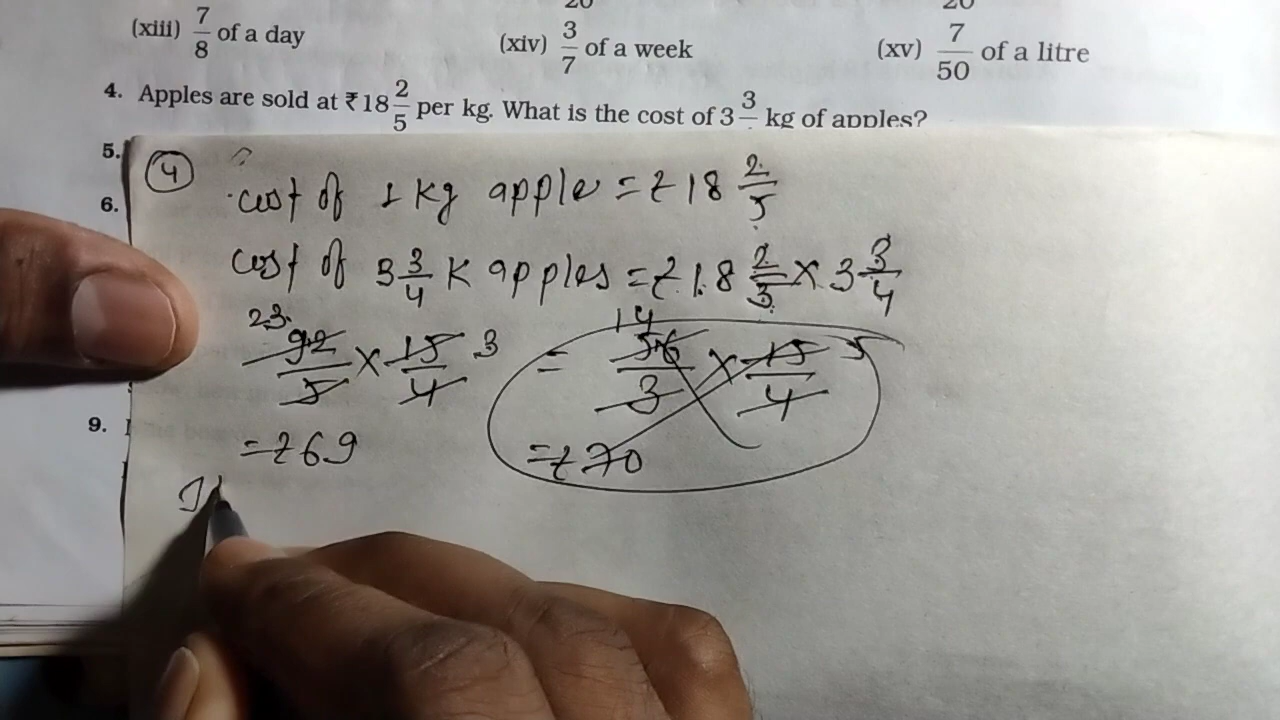 20 20
(xiii) 7/8 of a day (xiv) 3/7 of a week (xv) 7/50 of a litre
4. Apples are sold at ₹ 18 2/5 per kg. What is the cost of 3 3/ kg of apples?
5.
6.
4
cost of 1 kg apple = ₹ 18 2/5
cost of 3 3/4 K apples = ₹ 18 2/3 × 3 3/4
23 14
92/5 × 15/4 3 = 56/3 × 15/4 5
9.
= ₹ 69 = ₹ 70